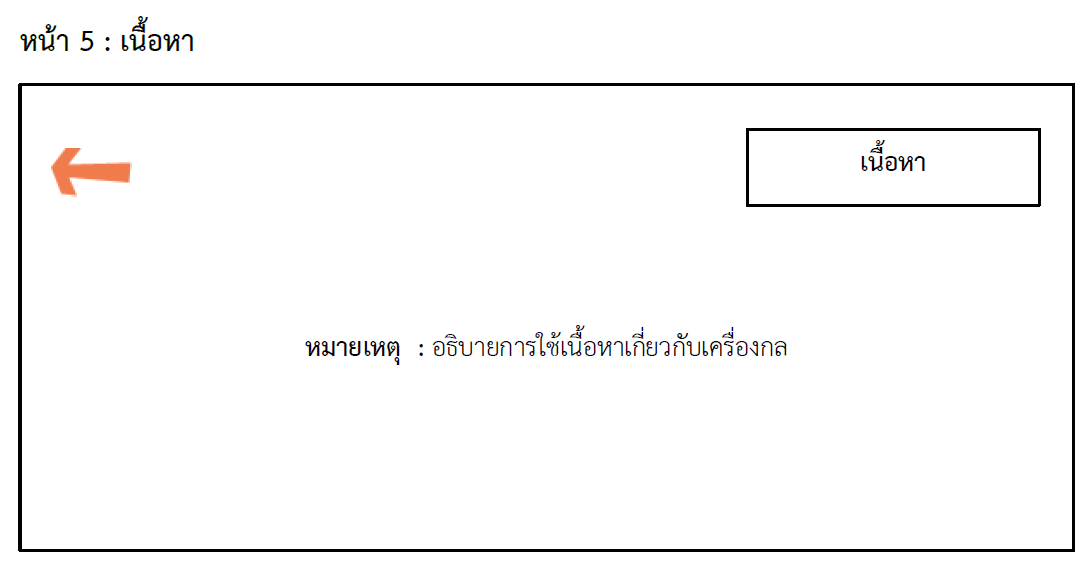 หน้า 5 : เนื้อหา
เนื้อหา
หมายเหตุ : อธิบายการใช้เนื้อหาเกี่ยวกับเครื่องกล